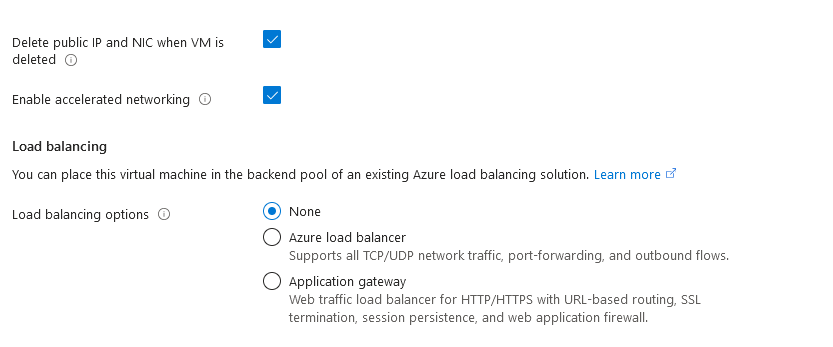 Delete public IP and NIC when VM is
deleted
Enable accelerated networking
Load balancing
You can place this virtual machine in the backend pool of an existing Azure load balancing solution. Learn more
Load balancing options
None
Azure load balancer
Supports all TCP/UDP network traffic, port-forwarding, and outbound flows.
Application gateway
Web traffic load balancer for HTTP/HTTPS with URL-based routing, SSL
termination, session persistence, and web application firewall.